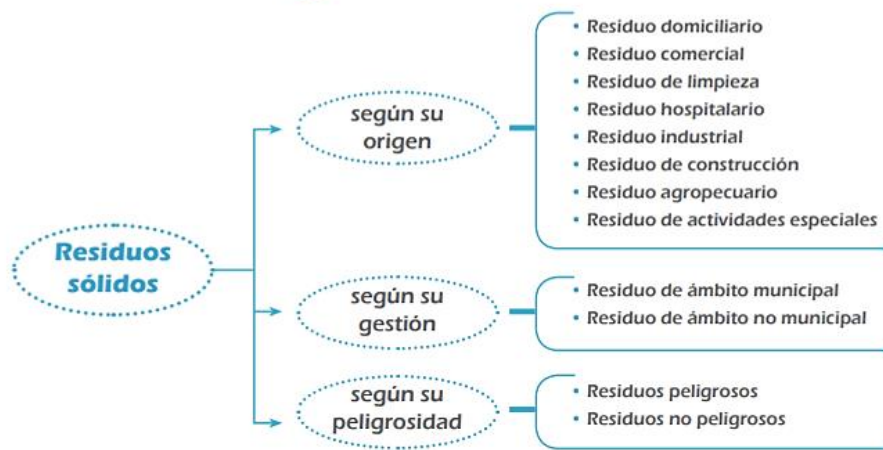 Residuos
sólidos
según su
origen
• Residuo domiciliario
• Residuo comercial
• Residuo de limpieza
• Residuo hospitalario
• Residuo industrial
• Residuo de construcción
• Residuo agropecuario
• Residuo de actividades especiales
según su
gestión
• Residuo de ámbito municipal
• Residuo de ámbito no municipal
según su
peligrosidad
• Residuos peligrosos
• Residuos no peligrosos